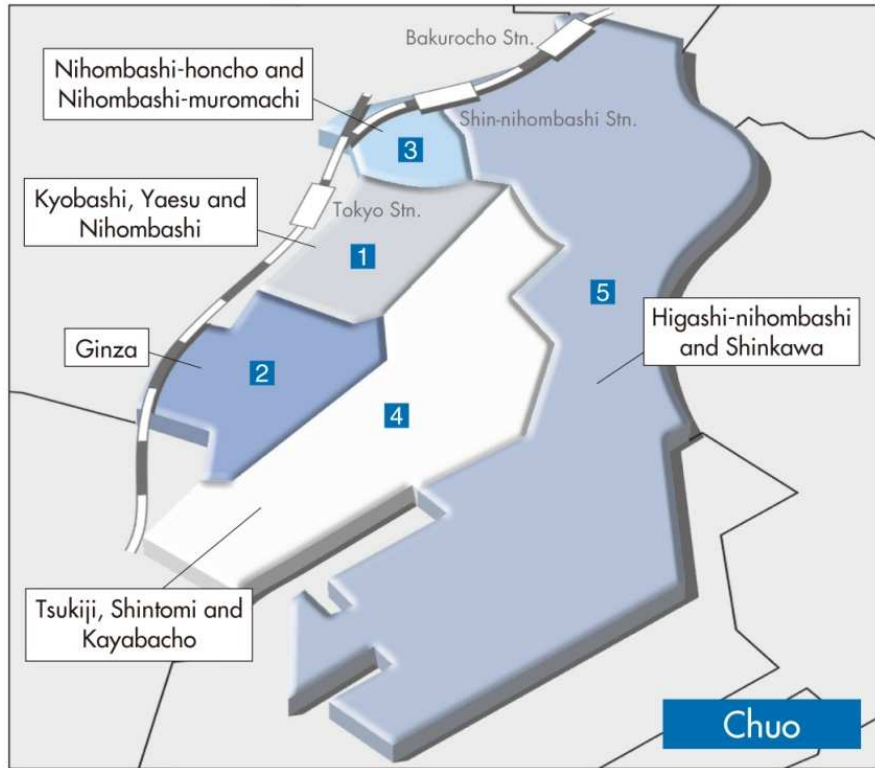 Bakurocho Stn.
Nihombashi-honcho and
Nihombashi-muromachi
Shin-nihombashi Stn.
3
Kyobashi, Yaesu and
Nihombashi
Tokyo Stn.
1
5
Higashi-nihombashi
and Shinkawa
Ginza
2
4
Tsukiji, Shintomi and
Kayabacho
Chuo